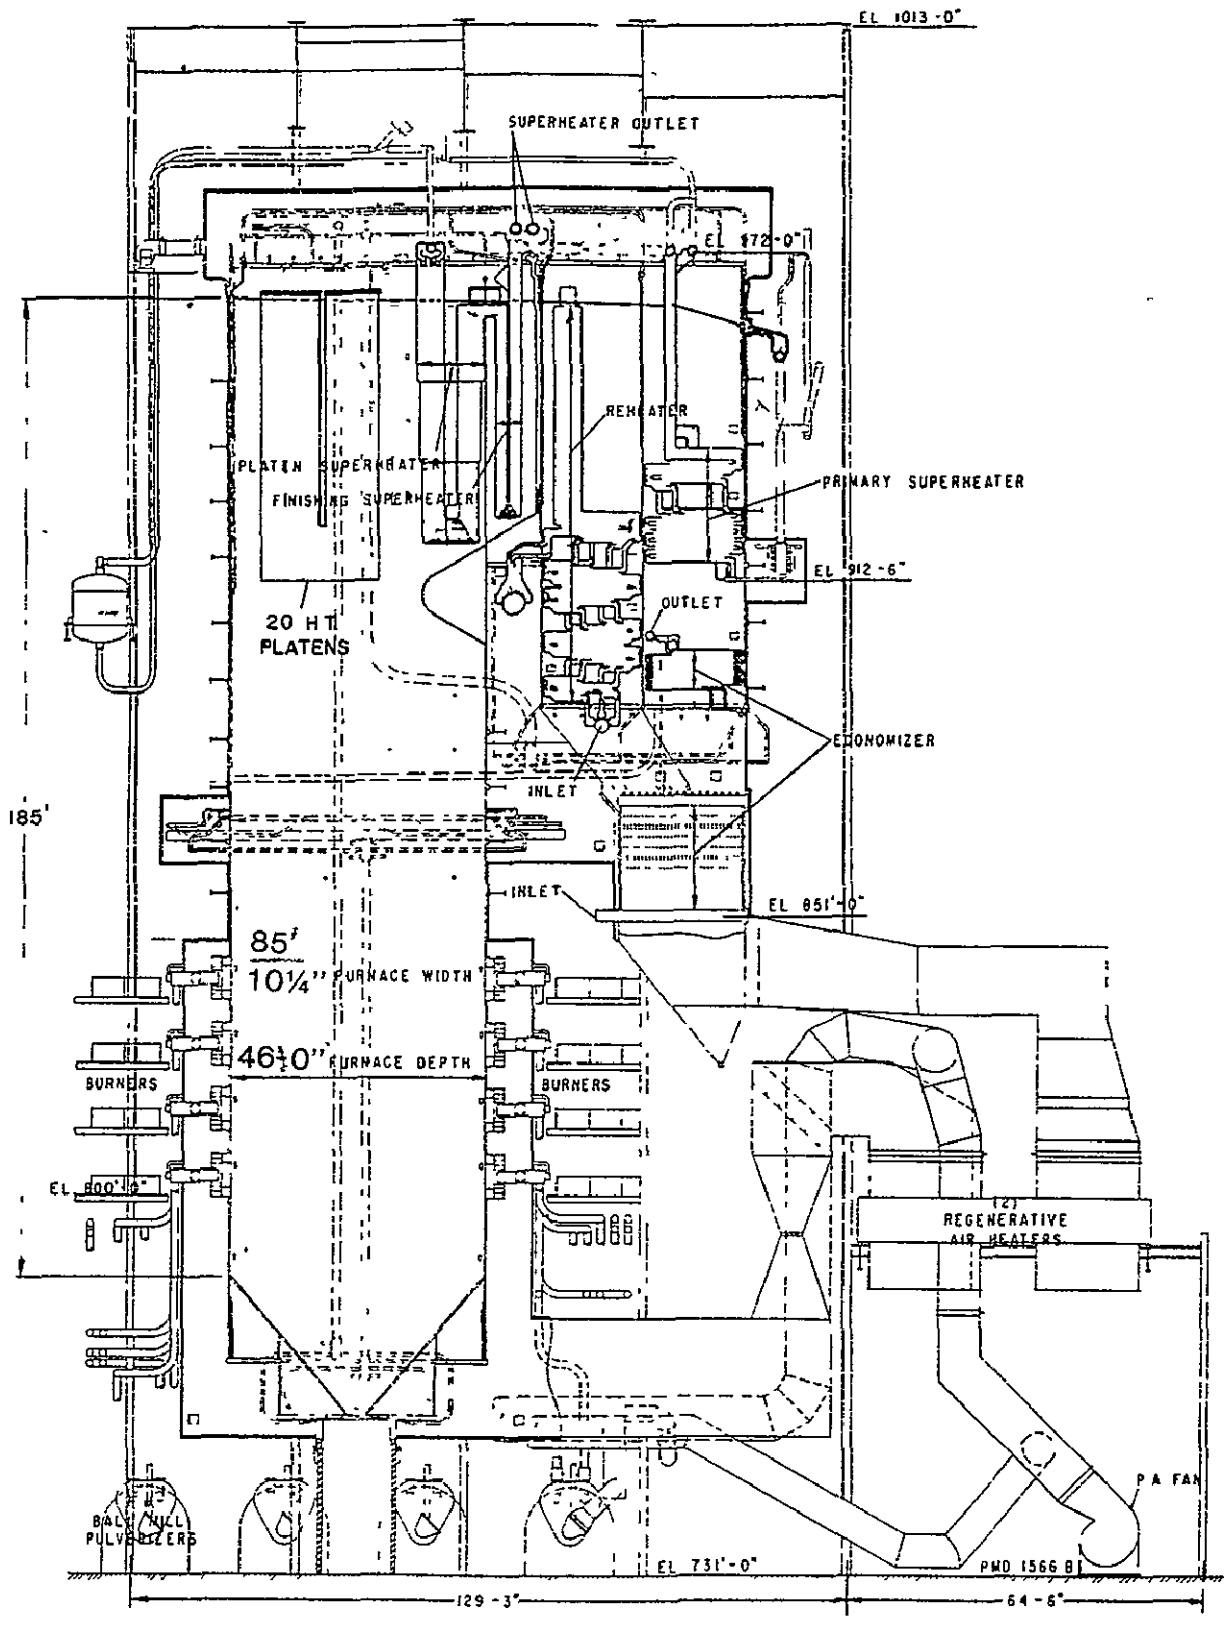 EL 1013-0"
SUPERHEATER OUTLET
EL 972-0"
REHEATER
PLATEN SUPERHEATER
FINISHING SUPERHEATER
PRIMARY SUPERHEATER
EL 912-6"
OUTLET
20 HT
PLATENS
ECONOMIZER
INLET
185'
INLET
EL 851'-0"
85'
10¼" FURNACE WIDTH
FURNACE DEPTH
BURNERS
BURNERS
EL 800'-0"
(2)
REGENERATIVE
AIR HEATERS
PA FAN
BALL MILL
PULVERIZERS
EL 731'-0"
PMD 1566 B
129-3"
64-6"